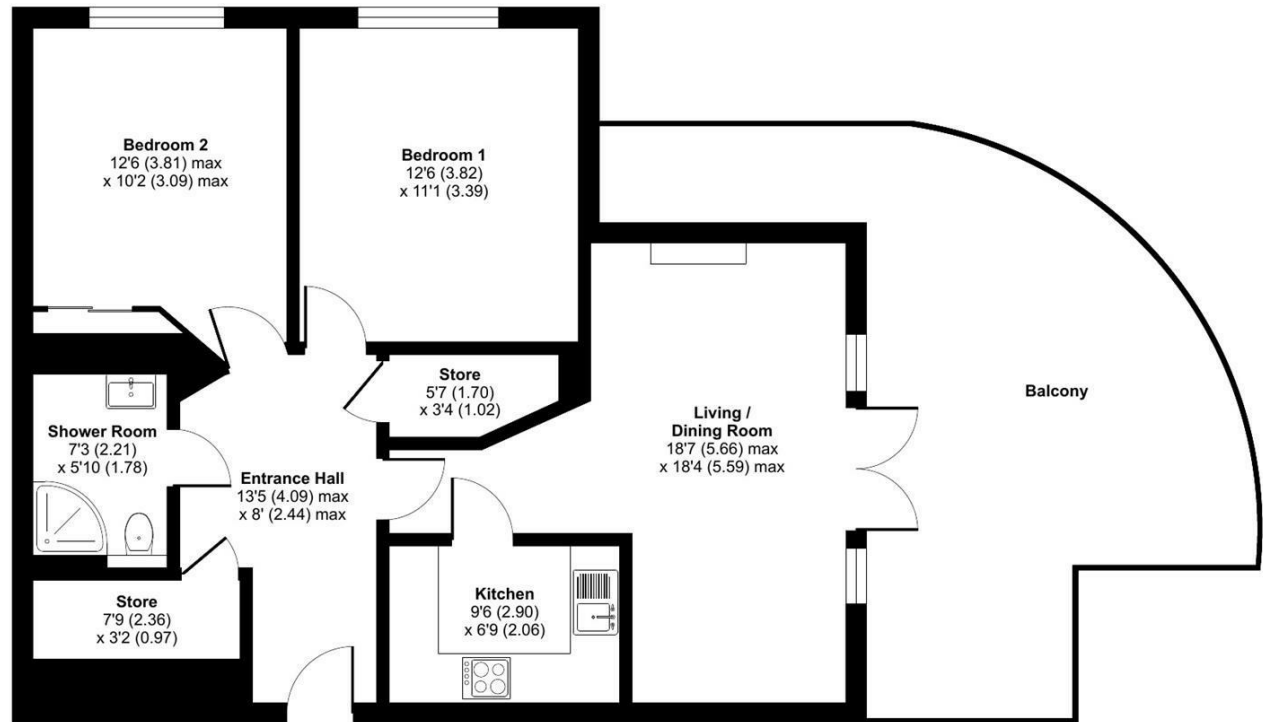 Bedroom 2
12'6 (3.81) max
x 10'2 (3.09) max
Bedroom 1
12'6 (3.82)
x 11'1 (3.39)
Store
5'7 (1.70)
x 3'4 (1.02)
Living /
Dining Room
18'7 (5.66) max
x 18'4 (5.59) max
Balcony
Shower Room
7'3 (2.21)
x 5'10 (1.78)
Entrance Hall
13'5 (4.09) max
x 8' (2.44) max
Store
7'9 (2.36)
x 3'2 (0.97)
Kitchen
9'6 (2.90)
x 6'9 (2.06)